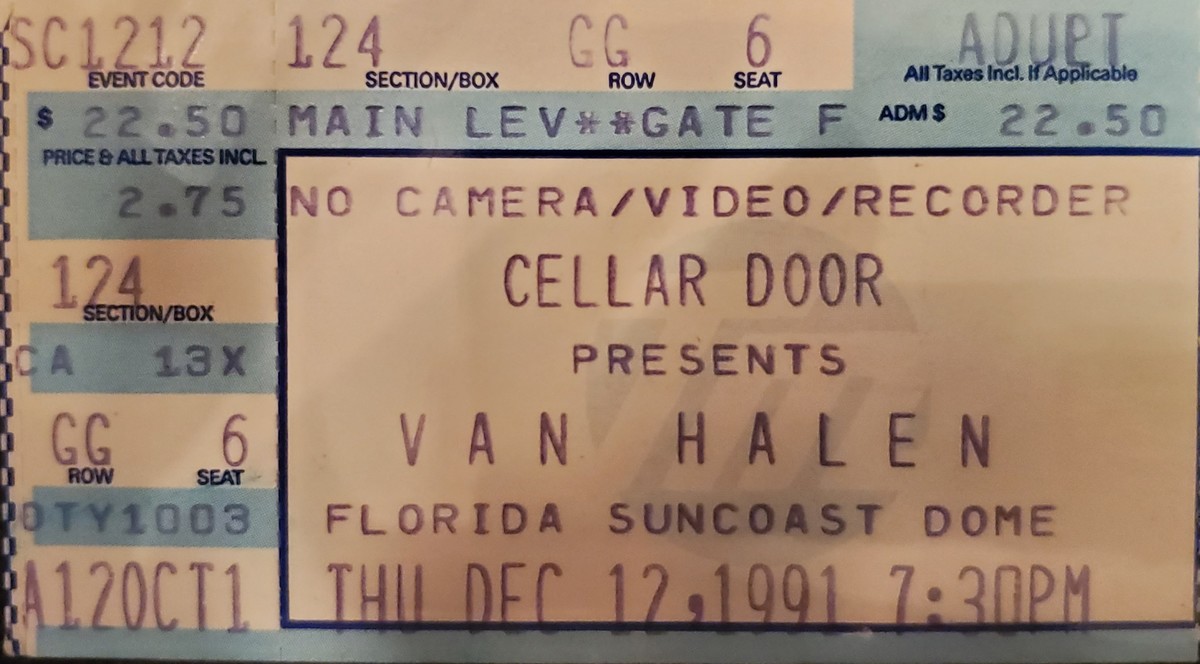 SC1212 124 GG 6 ADULT
EVENT CODE SECTION/BOX ROW SEAT All Taxes Incl. If Applicable
$ 22.50 MAIN LEV**GATE F ADM $ 22.50
PRICE & ALL TAXES INCL.
2.75 NO CAMERA/VIDEO/RECORDER
CELLAR DOOR
124
SECTION/BOX
PRESENTS
CA 13X
VAN HALEN
GG 6
ROW SEAT
OTY1003 FLORIDA SUNCOAST DOME
A12OCT1 THU DEC 12,1991 7:30PM